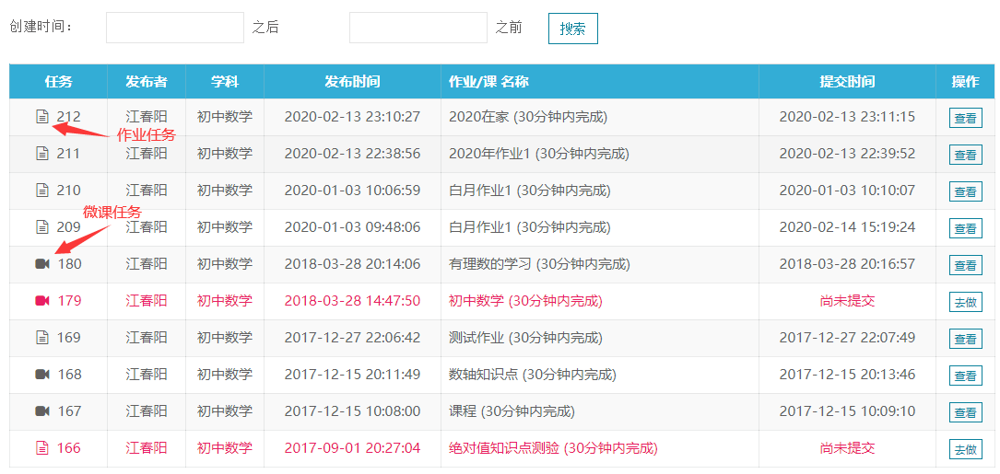 创建时间： 之后 之前 搜索
任务 发布者 学科 发布时间 作业/课 名称 提交时间 操作
212 江春阳 初中数学 2020-02-13 23:10:27 2020在家 (30分钟内完成) 2020-02-13 23:11:15 查看
作业任务
211 江春阳 初中数学 2020-02-13 22:38:56 2020年作业1 (30分钟内完成) 2020-02-13 22:39:52 查看
210 江春阳 初中数学 2020-01-03 10:06:59 白月作业1 (30分钟内完成) 2020-01-03 10:10:07 查看
微课任务
209 江春阳 初中数学 2020-01-03 09:48:06 白月作业1 (30分钟内完成) 2020-02-14 15:19:24 查看
180 江春阳 初中数学 2018-03-28 20:14:06 有理数的学习 (30分钟内完成) 2018-03-28 20:16:57 查看
179 江春阳 初中数学 2018-03-28 14:47:50 初中数学 (30分钟内完成) 尚未提交 去做
169 江春阳 初中数学 2017-12-27 22:06:42 测试作业 (30分钟内完成) 2017-12-27 22:07:49 查看
168 江春阳 初中数学 2017-12-15 20:11:49 数轴知识点 (30分钟内完成) 2017-12-15 20:13:46 查看
167 江春阳 初中数学 2017-12-15 10:08:00 课程 (30分钟内完成) 2017-12-15 10:09:10 查看
166 江春阳 初中数学 2017-09-01 20:27:04 绝对值知识点测验 (30分钟内完成) 尚未提交 去做